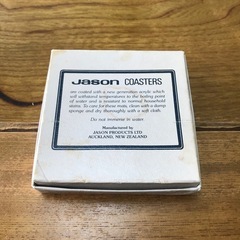 Jason COASTERS
are coated with a new generation acrylic which
will withstand temperatures to the boiling point
of water and is resistant to normal household
stains. To care for these mats, clean with a damp
sponge and dry thoroughly with a soft cloth.
Do not immerse in water.
Manufactured by
JASON PRODUCTS LTD.
AUCKLAND, NEW ZEALAND